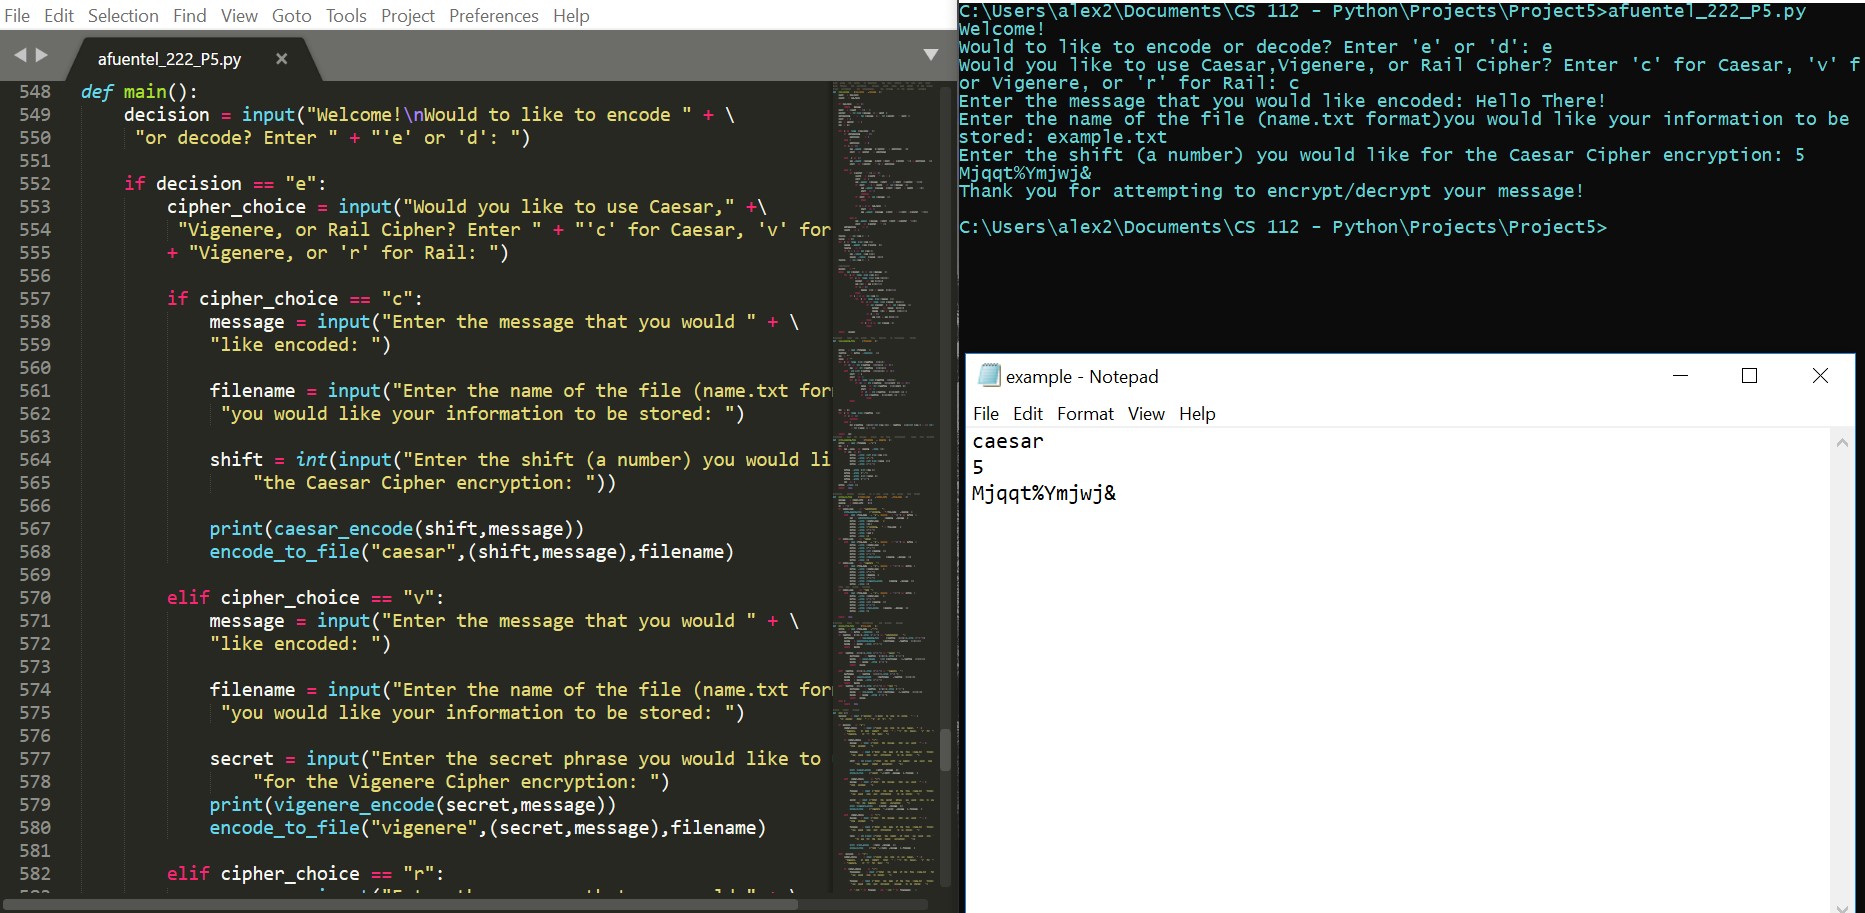 File Edit Selection Find View Goto Tools Project Preferences Help
afuentel_222_P5.py
548 def main():
549 decision = input("Welcome!\nWould to like to encode " + \
550 "or decode? Enter " + "'e' or 'd': ")
551
552 if decision == "e":
553 cipher_choice = input("Would you like to use Caesar," +\
554 "Vigenere, or Rail Cipher? Enter " + "'c' for Caesar, 'v' for
555 + "Vigenere, or 'r' for Rail: ")
556
557 if cipher_choice == "c":
558 message = input("Enter the message that you would " + \
559 "like encoded: ")
560
561 filename = input("Enter the name of the file (name.txt for
562 "you would like your information to be stored: ")
563
564 shift = int(input("Enter the shift (a number) you would li
565 "the Caesar Cipher encryption: "))
566
567 print(caesar_encode(shift,message))
568 encode_to_file("caesar",(shift,message),filename)
569
570 elif cipher_choice == "v":
571 message = input("Enter the message that you would " + \
572 "like encoded: ")
573
574 filename = input("Enter the name of the file (name.txt for
575 "you would like your information to be stored: ")
576
577 secret = input("Enter the secret phrase you would like to
578 "for the Vigenere Cipher encryption: ")
579 print(vigenere_encode(secret,message))
580 encode_to_file("vigenere",(secret,message),filename)
581
582 elif cipher_choice == "r":
C:\Users\alex2\Documents\CS 112 - Python\Projects\Project5>afuentel_222_P5.py
Welcome!
Would to like to encode or decode? Enter 'e' or 'd': e
Would you like to use Caesar,Vigenere, or Rail Cipher? Enter 'c' for Caesar, 'v' f
or Vigenere, or 'r' for Rail: c
Enter the message that you would like encoded: Hello There!
Enter the name of the file (name.txt format)you would like your information to be
stored: example.txt
Enter the shift (a number) you would like for the Caesar Cipher encryption: 5
Mjqqt%Ymjwj&
Thank you for attempting to encrypt/decrypt your message!
C:\Users\alex2\Documents\CS 112 - Python\Projects\Project5>
example - Notepad
File Edit Format View Help
caesar
5
Mjqqt%Ymjwj&